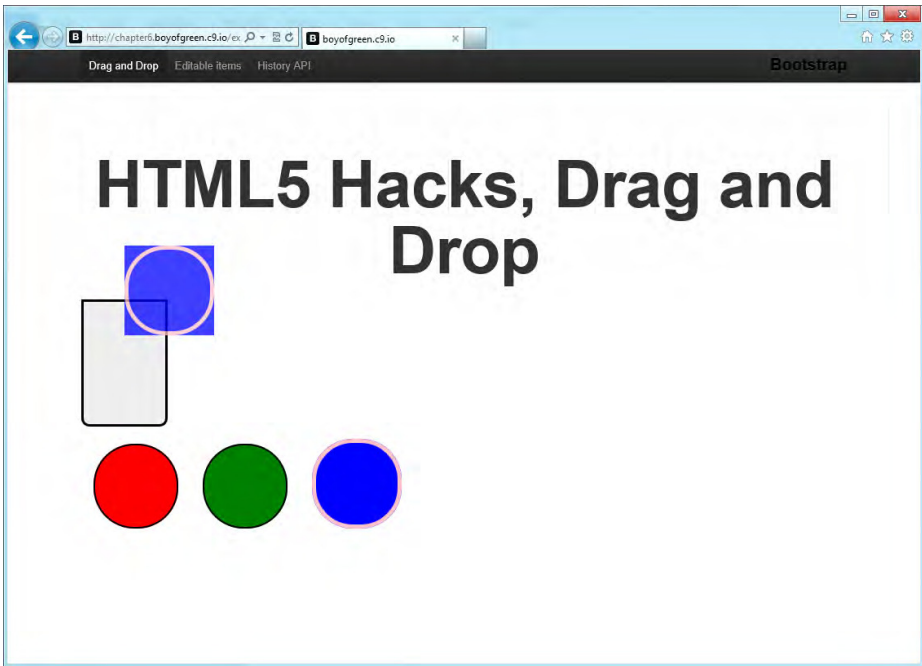 http://chapter6.boyofgreen.c9.io/ex
B boyofgreen.c9.io
Drag and Drop Editable items History API
Bootstrap
HTML5 Hacks, Drag and
Drop